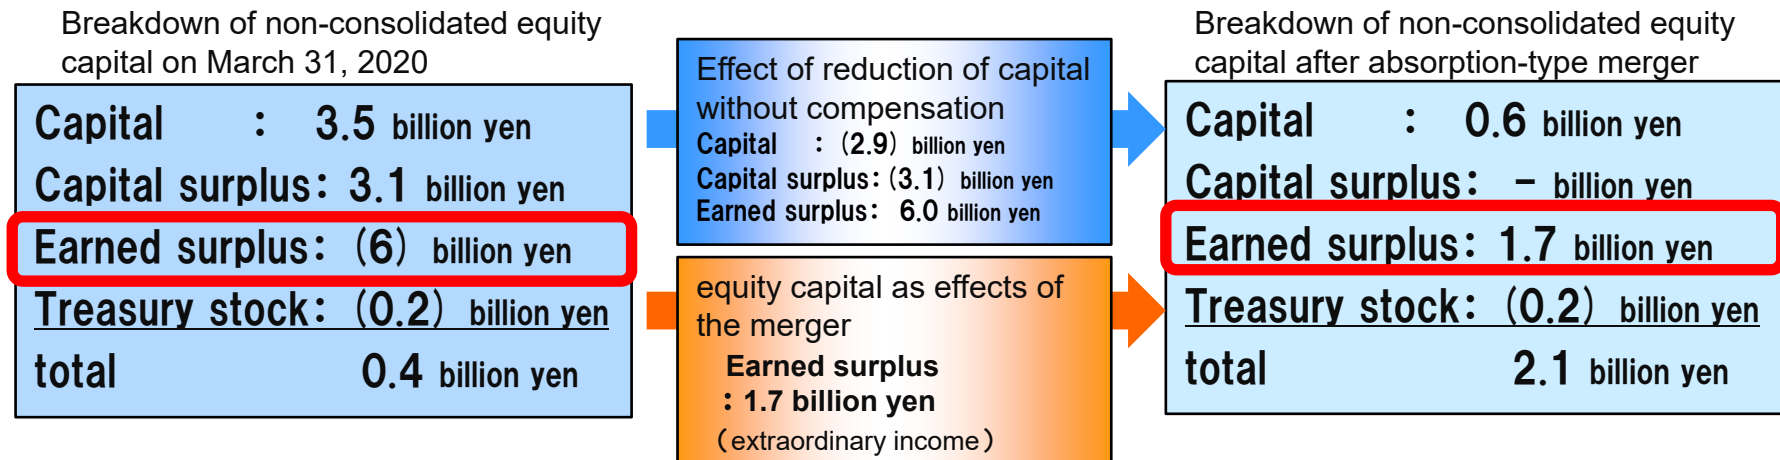 Breakdown of non-consolidated equity
capital on March 31, 2020
Capital : 3.5 billion yen
Capital surplus: 3.1 billion yen
Earned surplus: (6) billion yen
Treasury stock: (0.2) billion yen
total 0.4 billion yen
Effect of reduction of capital
without compensation
Capital : (2.9) billion yen
Capital surplus: (3.1) billion yen
Earned surplus: 6.0 billion yen
equity capital as effects of
the merger
Earned surplus
: 1.7 billion yen
(extraordinary income)
Breakdown of non-consolidated equity
capital after absorption-type merger
Capital : 0.6 billion yen
Capital surplus: − billion yen
Earned surplus: 1.7 billion yen
Treasury stock: (0.2) billion yen
total 2.1 billion yen